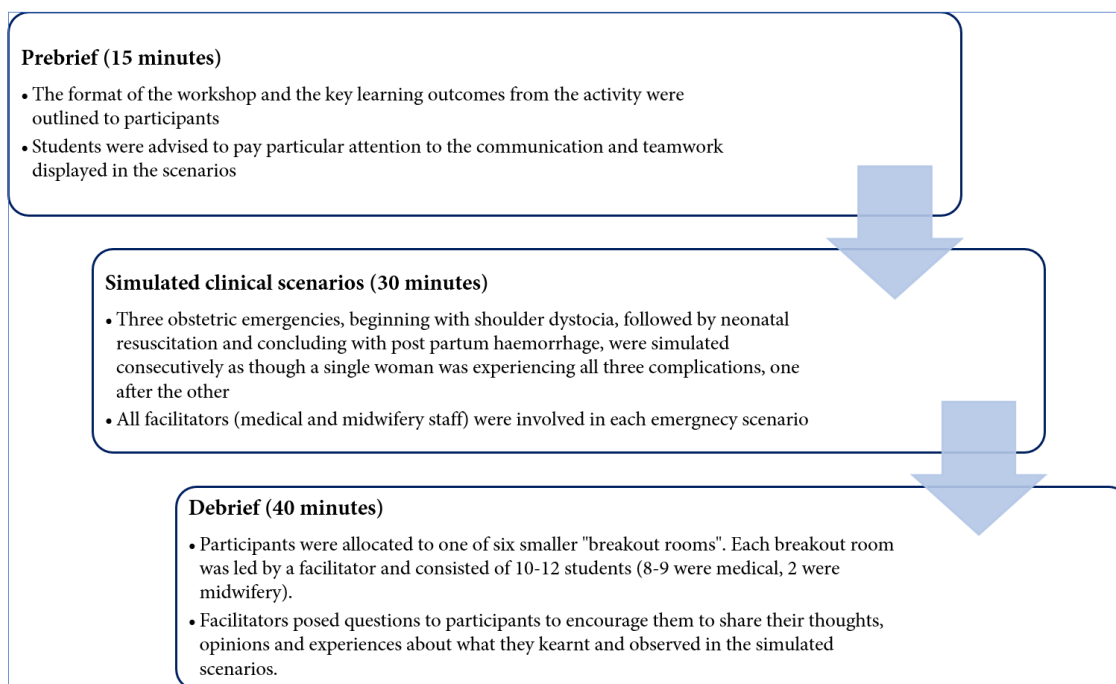 Prebrief (15 minutes)
• The format of the workshop and the key learning outcomes from the activity were
outlined to participants
• Students were advised to pay particular attention to the communication and teamwork
displayed in the scenarios
Simulated clinical scenarios (30 minutes)
• Three obstetric emergencies, beginning with shoulder dystocia, followed by neonatal
resuscitation and concluding with post partum haemorrhage, were simulated
consecutively as though a single woman was experiencing all three complications, one
after the other
• All facilitators (medical and midwifery staff) were involved in each emergnecy scenario
Debrief (40 minutes)
• Participants were allocated to one of six smaller "breakout rooms". Each breakout room
was led by a facilitator and consisted of 10-12 students (8-9 were medical, 2 were
midwifery).
• Facilitators posed questions to participants to encourage them to share their thoughts,
opinions and experiences about what they kearnt and observed in the simulated
scenarios.